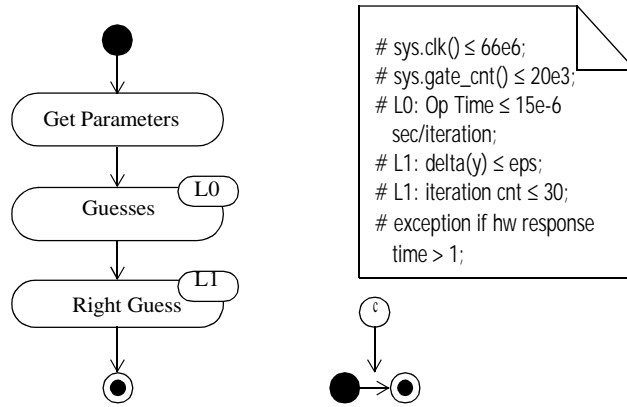 Get Parameters
L0
Guesses
L1
Right Guess
# sys.clk() ≤ 66e6;
# sys.gate_cnt() ≤ 20e3;
# L0: Op Time ≤ 15e-6
sec/iteration;
# L1: delta(y) ≤ eps;
# L1: iteration cnt ≤ 30;
# exception if hw response
time > 1;
c